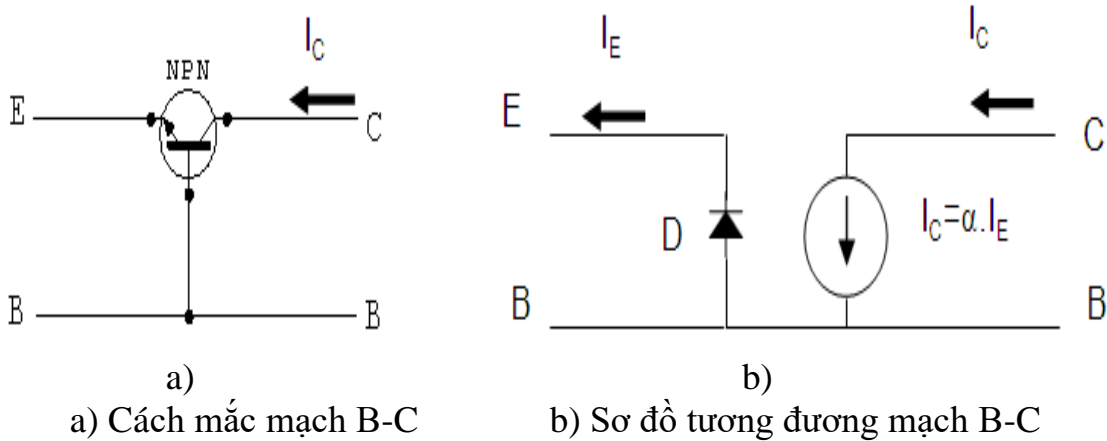 I_C
NPN
E
C
B
B
I_E
I_C
E
C
D
I_C=α.I_E
B
B
a)
b)
a) Cách mắc mạch B-C
b) Sơ đồ tương đương mạch B-C